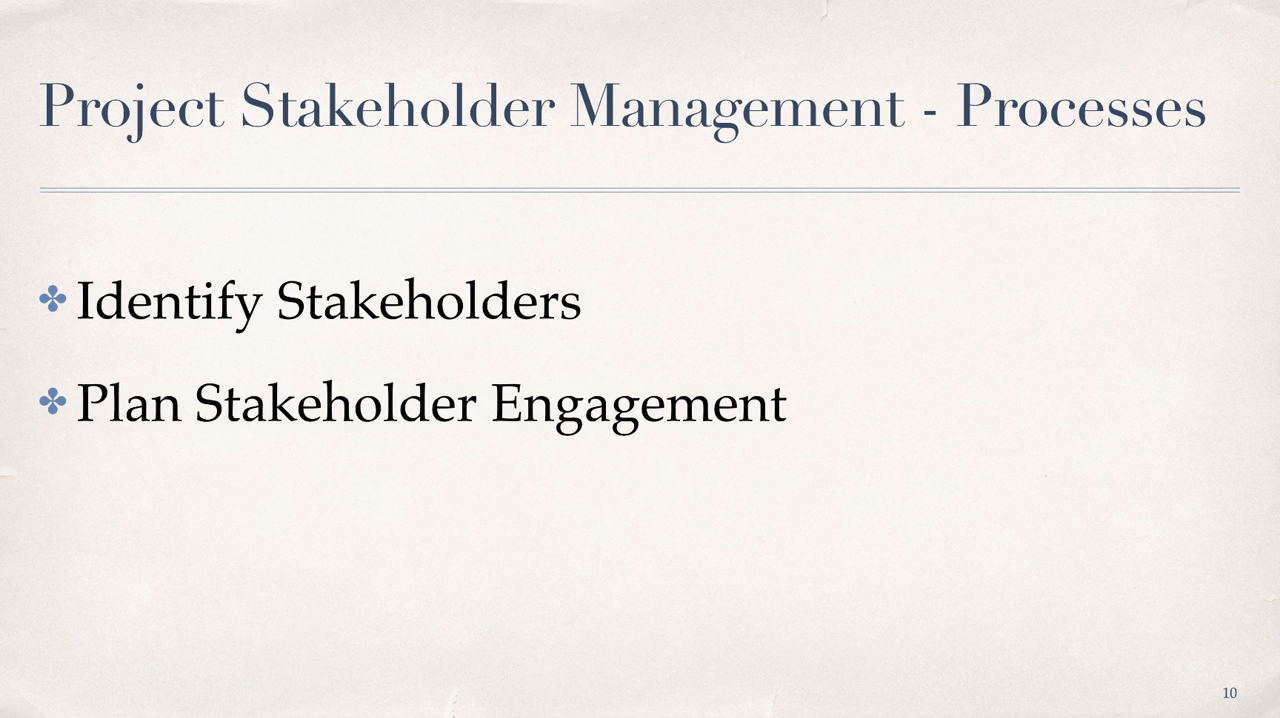 Project Stakeholder Management - Processes
✤ Identify Stakeholders
✤ Plan Stakeholder Engagement
10